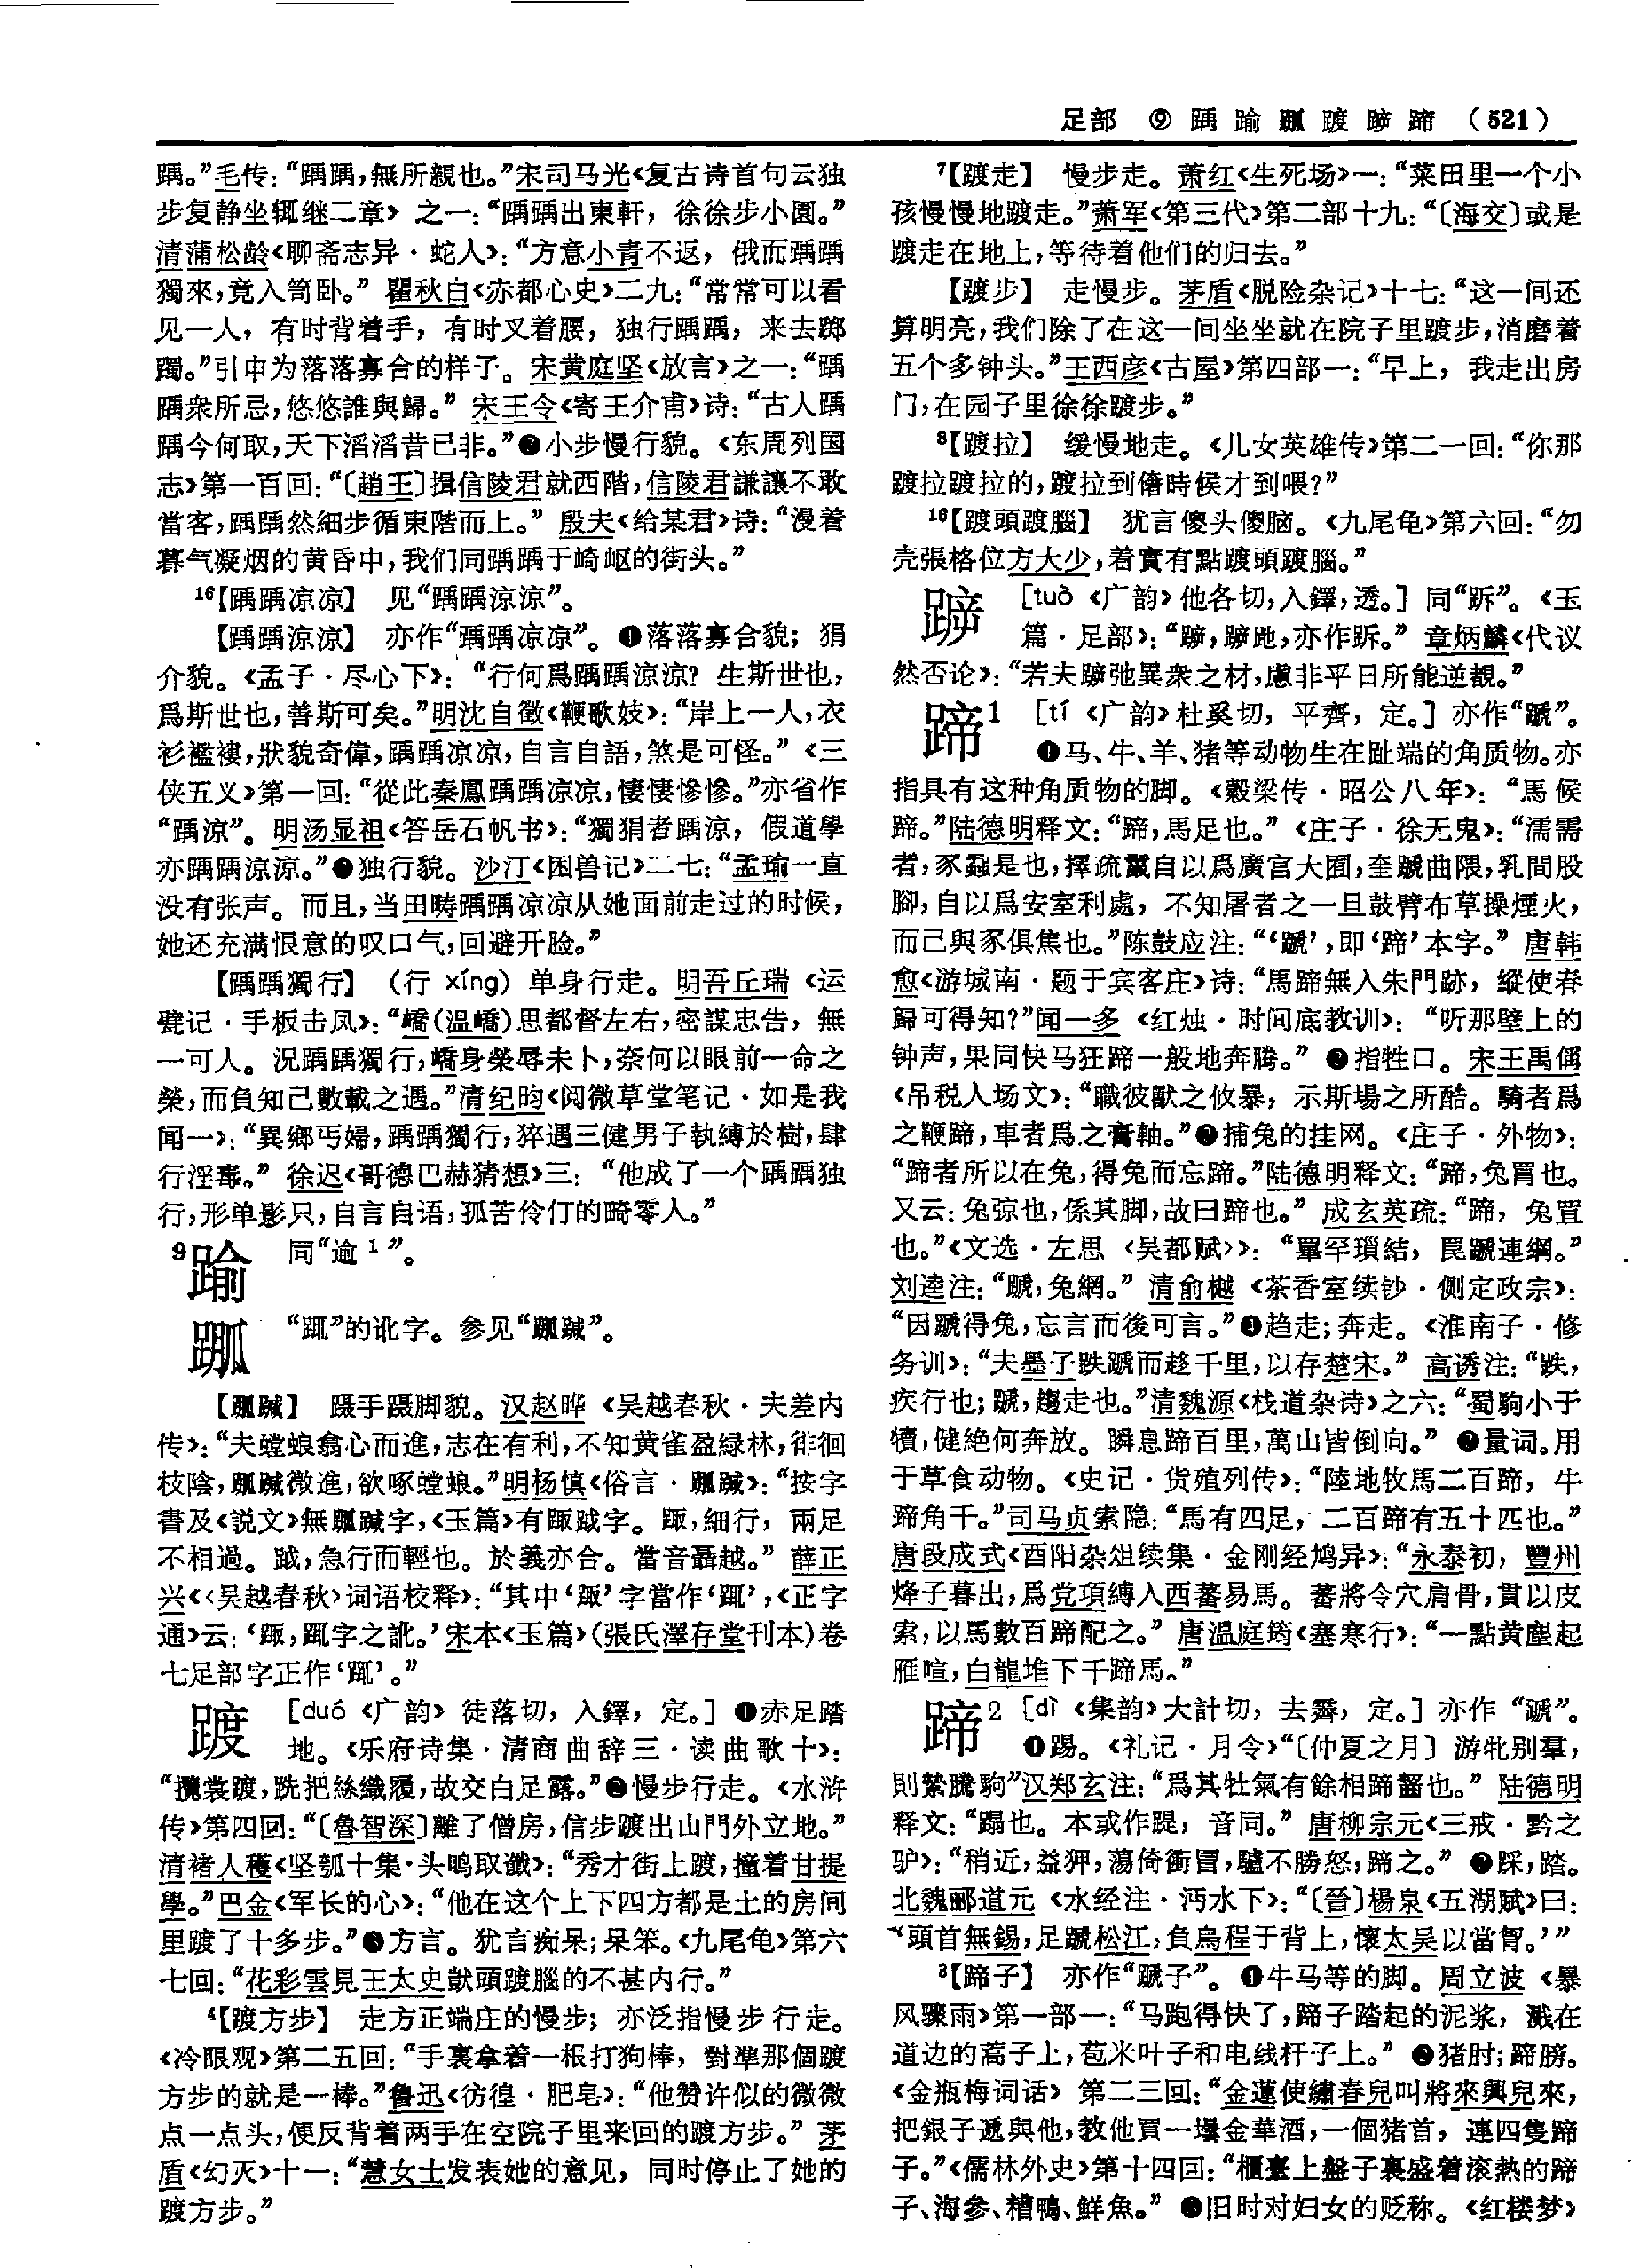 足部 ⑨ 踽 踰 踱 蹄 （521）
踽。”毛传：“踽踽，無所親也。”宋司马光《复古诗首句云独
步复静坐辄继二章》之一：“踽踽出東軒，徐徐步小園。”
清蒲松龄《聊斋志异·蛇人》：“方意小青不返，俄而踽踽
獨來，竟入笥卧。” 瞿秋白《赤都心史》二九：“常常可以看
见一人，有时背着手，有时叉着腰，独行踽踽，来去踯
躅。”引申为落落寡合的样子。宋黄庭坚《放言》之一：“踽
踽衆所忌，悠悠誰與歸。” 宋王令《寄王介甫》诗：“古人踽
踽今何取，天下滔滔昔已非。”❷小步慢行貌。《东周列国
志》第一百回：“〔趙王〕揖信陵君就西階，信陵君謙讓不敢
當客，踽踽然細步循東階而上。” 殷夫《给某君》诗：“漫着
暮气凝烟的黄昏中，我们同踽踽于崎岖的街头。”
16【踽踽凉凉】 见“踽踽涼涼”。
【踽踽涼涼】 亦作“踽踽凉凉”。❶落落寡合貌；狷
介貌。《孟子·尽心下》：“行何爲踽踽涼涼？生斯世也，
爲斯世也，善斯可矣。”明沈自徵《鞭歌妓》：“岸上一人，衣
衫襤褸，狀貌奇偉，踽踽凉凉，自言自語，煞是可怪。”《三
侠五义》第一回：“從此秦鳳踽踽凉凉，悽悽慘慘。”亦省作
“踽凉”。明汤显祖《答岳石帆书》：“獨狷者踽凉，假道學
亦踽踽涼涼。”❷独行貌。沙汀《困兽记》二七：“孟瑜一直
没有张声。而且，当田畴踽踽凉凉从她面前走过的时候，
她还充满恨意的叹口气，回避开脸。”
【踽踽獨行】（行 xíng）单身行走。明吾丘瑞《运
甓记·手板击凤》：“嶠（温嶠）思都督左右，密謀忠告，無
一可人。況踽踽獨行，嶠身榮辱未卜，奈何以眼前一命之
榮，而負知己數載之遇。”清纪昀《阅微草堂笔记·如是我
闻一》：“異鄉丐婦，踽踽獨行，猝遇三健男子執縛於樹，肆
行淫毒。” 徐迟《哥德巴赫猜想》三：“他成了一个踽踽独
行，形单影只，自言自语，孤苦伶仃的畸零人。”
9踰 同“逾1”。
“䟴”的讹字。参见
蹑手蹑脚貌。汉赵晔《吴越春秋·夫差内
传》：“夫螳蜋翕心而進，志在有利，不知黄雀盈緑林，徘徊
枝陰，微進，欲啄螳蜋。”明杨慎《俗言·》：“按字
書及《説文》無字，《玉篇》有字。細行，兩足
不相過。䟠，急行而輕也。於義亦合。當音聶越。” 薛正
兴《〈吴越春秋〉词语校释》：“其中字當作，《正字
通》云：字之訛。’宋本《玉篇》（張氏澤存堂刊本）卷
七足部字正作
踱 [duó《广韵》徒落切，入鐸，定。] ❶赤足踏
地。《乐府诗集·清商曲辞三·读曲歌十》：
“攬裳踱，跣把絲織履，故交白足露。”❷慢步行走。《水浒
传》第四回：“〔魯智深〕離了僧房，信步踱出山門外立地。”
清褚人穫《坚瓠十集·头鸣取谶》：“秀才街上踱，撞着甘提
學。”巴金《军长的心》：“他在这个上下四方都是土的房间
里踱了十多步。”❸方言。犹言痴呆；呆笨。《九尾龟》第六
七回：“花彩雲見王太史獃頭踱腦的不甚内行。”
4【踱方步】 走方正端庄的慢步；亦泛指慢步行走。
《冷眼观》第二五回：“手裏拿着一根打狗棒，對準那個踱
方步的就是一棒。”鲁迅《彷徨·肥皂》：“他赞许似的微微
点一点头，便反背着两手在空院子里来回的踱方步。” 茅
盾《幻灭》十一：“慧女士发表她的意见，同时停止了她的
踱方步。”
7【踱走】 慢步走。萧红《生死场》一：“菜田里一个小
孩慢慢地踱走。”萧军《第三代》第二部十九：“〔海交〕或是
踱走在地上，等待着他们的归去。”
【踱步】 走慢步。茅盾《脱险杂记》十七：“这一间还
算明亮，我们除了在这一间坐坐就在院子里踱步，消磨着
五个多钟头。”王西彦《古屋》第四部一：“早上，我走出房
门，在园子里徐徐踱步。”
8【踱拉】 缓慢地走。《儿女英雄传》第二一回：“你那
踱拉踱拉的，踱拉到偺時候才到喂？”
16【踱頭踱腦】 犹言傻头傻脑。《九尾龟》第六回：“勿
壳張格位方大少，着實有點踱頭踱腦。”
[tuò《广韵》他各切，入鐸，透。] 同“跅”。《玉
篇·足部》：亦作跅。” 章炳麟《代议
然否论》：“若夫弛異衆之材，慮非平日所能逆覩。”
蹄1 [tí《广韵》杜奚切，平齊，定。] 亦作“蹏”。
❶马、牛、羊、猪等动物生在趾端的角质物。亦
指具有这种角质物的脚。《穀梁传·昭公八年》：“馬候
蹄。”陆德明释文：“蹄，馬足也。”《庄子·徐无鬼》：“濡需
者，豕蝨是也，擇疏鬣自以爲廣宫大囿，奎蹏曲隈，乳間股
腳，自以爲安室利處，不知屠者之一旦鼓臂布草操煙火，
而已與豕俱焦也。”陈鼓应注：“‘蹏’，即‘蹄’本字。” 唐韩
愈《游城南·题于宾客庄》诗：“馬蹄無入朱門跡，縱使春
歸可得知？”闻一多《红烛·时间底教训》：“听那壁上的
钟声，果同快马狂蹄一般地奔腾。” ❷指牲口。宋王禹偁
《吊税人场文》：“職彼獸之攸暴，示斯場之所酷。騎者爲
之鞭蹄，車者爲之膏軸。”❸捕兔的挂网。《庄子·外物》：
“蹄者所以在兔，得兔而忘蹄。”陆德明释文：“蹄，兔罥也。
又云：兔弶也，係其脚，故曰蹄也。” 成玄英疏：“蹄，兔罝
也。”《文选·左思〈吴都赋〉》：“罼罕瑣結，罠蹏連網。”
刘逵注：“蹏，兔網。” 清俞樾《茶香室续钞·侧定政宗》：
“因蹏得兔，忘言而後可言。”❹趋走；奔走。《淮南子·修
务训》：“夫墨子跌蹏而趍千里，以存楚宋。” 高诱注：“跌，
疾行也；蹏，趨走也。”清魏源《栈道杂诗》之六：“蜀駒小于
犢，健絶何奔放。瞬息蹄百里，萬山皆倒向。” ❺量词。用
于草食动物。《史记·货殖列传》：“陸地牧馬二百蹄，牛
蹄角千。”司马贞索隐：“馬有四足，二百蹄有五十匹也。”
唐段成式《酉阳杂俎续集·金刚经鸠异》：“永泰初，豐州
烽子暮出，爲党項縛入西蕃易馬。蕃將令穴肩骨，貫以皮
索，以馬數百蹄配之。” 唐温庭筠《塞寒行》：“一點黄塵起
雁喧，白龍堆下千蹄馬。”
蹄2 [dì《集韵》大計切，去霽，定。] 亦作“蹏”。
❶踢。《礼记·月令》“〔仲夏之月〕游牝别羣，
則縶騰駒”汉郑玄注：“爲其牡氣有餘相蹄齧也。” 陆德明
释文：“蹋也。本或作踶，音同。” 唐柳宗元《三戒·黔之
驴》：“稍近，益狎，蕩倚衝冒，驢不勝怒，蹄之。” ❷踩，踏。
北魏郦道元《水经注·沔水下》：“〔晉〕楊泉《五湖賦》曰：
‘頭首無錫，足蹏松江，負烏程于背上，懷太吴以當胷。’”
3【蹄子】 亦作“蹏子”。❶牛马等的脚。周立波《暴
风骤雨》第一部一：“马跑得快了，蹄子踏起的泥浆，溅在
道边的蒿子上，苞米叶子和电线杆子上。” ❷猪肘；蹄膀。
《金瓶梅词话》第二三回：“金蓮使繡春兒叫將來興兒來，
把銀子遞與他，教他買一壜金華酒，一個猪首，連四隻蹄
子。”《儒林外史》第十四回：“櫃臺上盤子裏盛着滚熱的蹄
子、海參、糟鴨、鮮魚。” ❸旧时对妇女的贬称。《红楼梦》